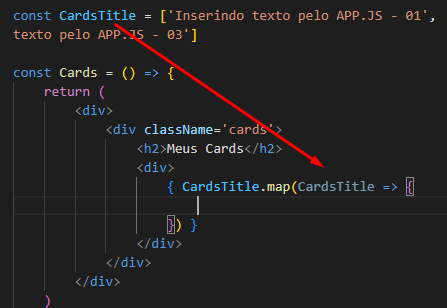 const CardsTitle = ['Inserindo texto pelo APP.JS - 01',
texto pelo APP.JS - 03']
const Cards = () => {
return (
<div>
<div className='cards'>
<h2>Meus Cards</h2>
<div>
{ CardsTitle.map(CardsTitle => {
}) }
</div>
</div>
</div>
)